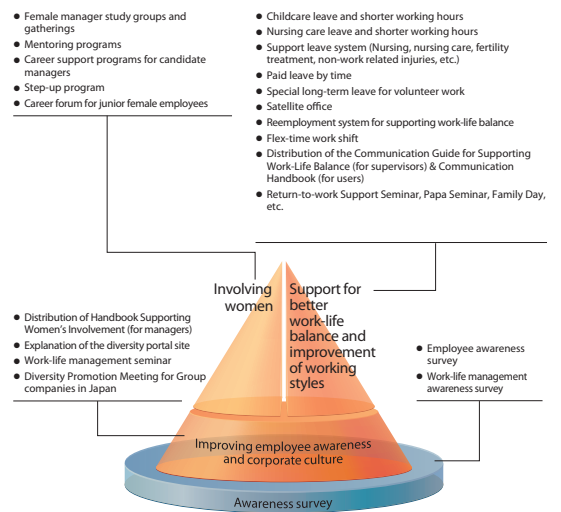 ● Female manager study groups and
gatherings
● Mentoring programs
● Career support programs for candidate
managers
● Step-up program
● Career forum for junior female employees
● Childcare leave and shorter working hours
● Nursing care leave and shorter working hours
● Support leave system (Nursing, nursing care, fertility
treatment, non-work related injuries, etc.)
● Paid leave by time
● Special long-term leave for volunteer work
● Satellite office
● Reemployment system for supporting work-life balance
● Flex-time work shift
● Distribution of the Communication Guide for Supporting
Work-Life Balance (for supervisors) & Communication
Handbook (for users)
● Return-to-work Support Seminar, Papa Seminar, Family Day,
etc.
Involving
women
Support for
better
work-life
balance and
improvement
of working
styles
● Distribution of Handbook Supporting
Women's Involvement (for managers)
● Explanation of the diversity portal site
● Work-life management seminar
● Diversity Promotion Meeting for Group
companies in Japan
● Employee awareness
survey
● Work-life management
awareness survey
Improving employee awareness
and corporate culture
Awareness survey